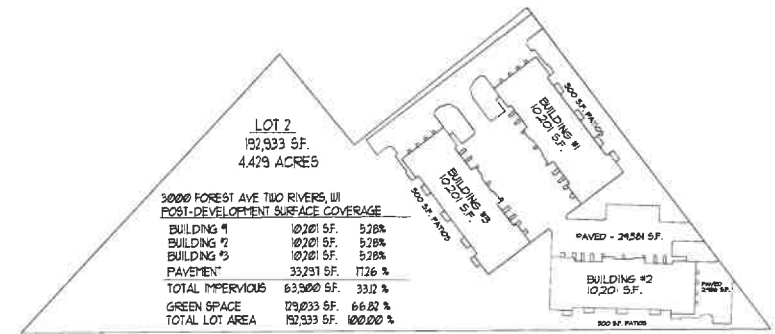 LOT 2
192,933 S.F.
4.429 ACRES
3000 FOREST AVE TWO RIVERS, WI
POST-DEVELOPMENT SURFACE COVERAGE
BUILDING #1 10,201 S.F. 5.28%
BUILDING #2 10,201 S.F. 5.28%
BUILDING #3 10,201 S.F. 5.28%
PAVEMENT 33,297 S.F. 17.26 %
TOTAL IMPERVIOUS 63,900 S.F. 33.12 %
GREEN SPACE 129,033 S.F. 66.82 %
TOTAL LOT AREA 192,933 S.F. 100.00 %
BUILDING #1
10,201 S.F.
500 S.F. PATIOS
BUILDING #3
10,201 S.F.
500 S.F. PATIOS
PAVED - 29,581 S.F.
BUILDING #2
10,201 S.F.
PAVED
S.F.
500 S.F. PATIOS